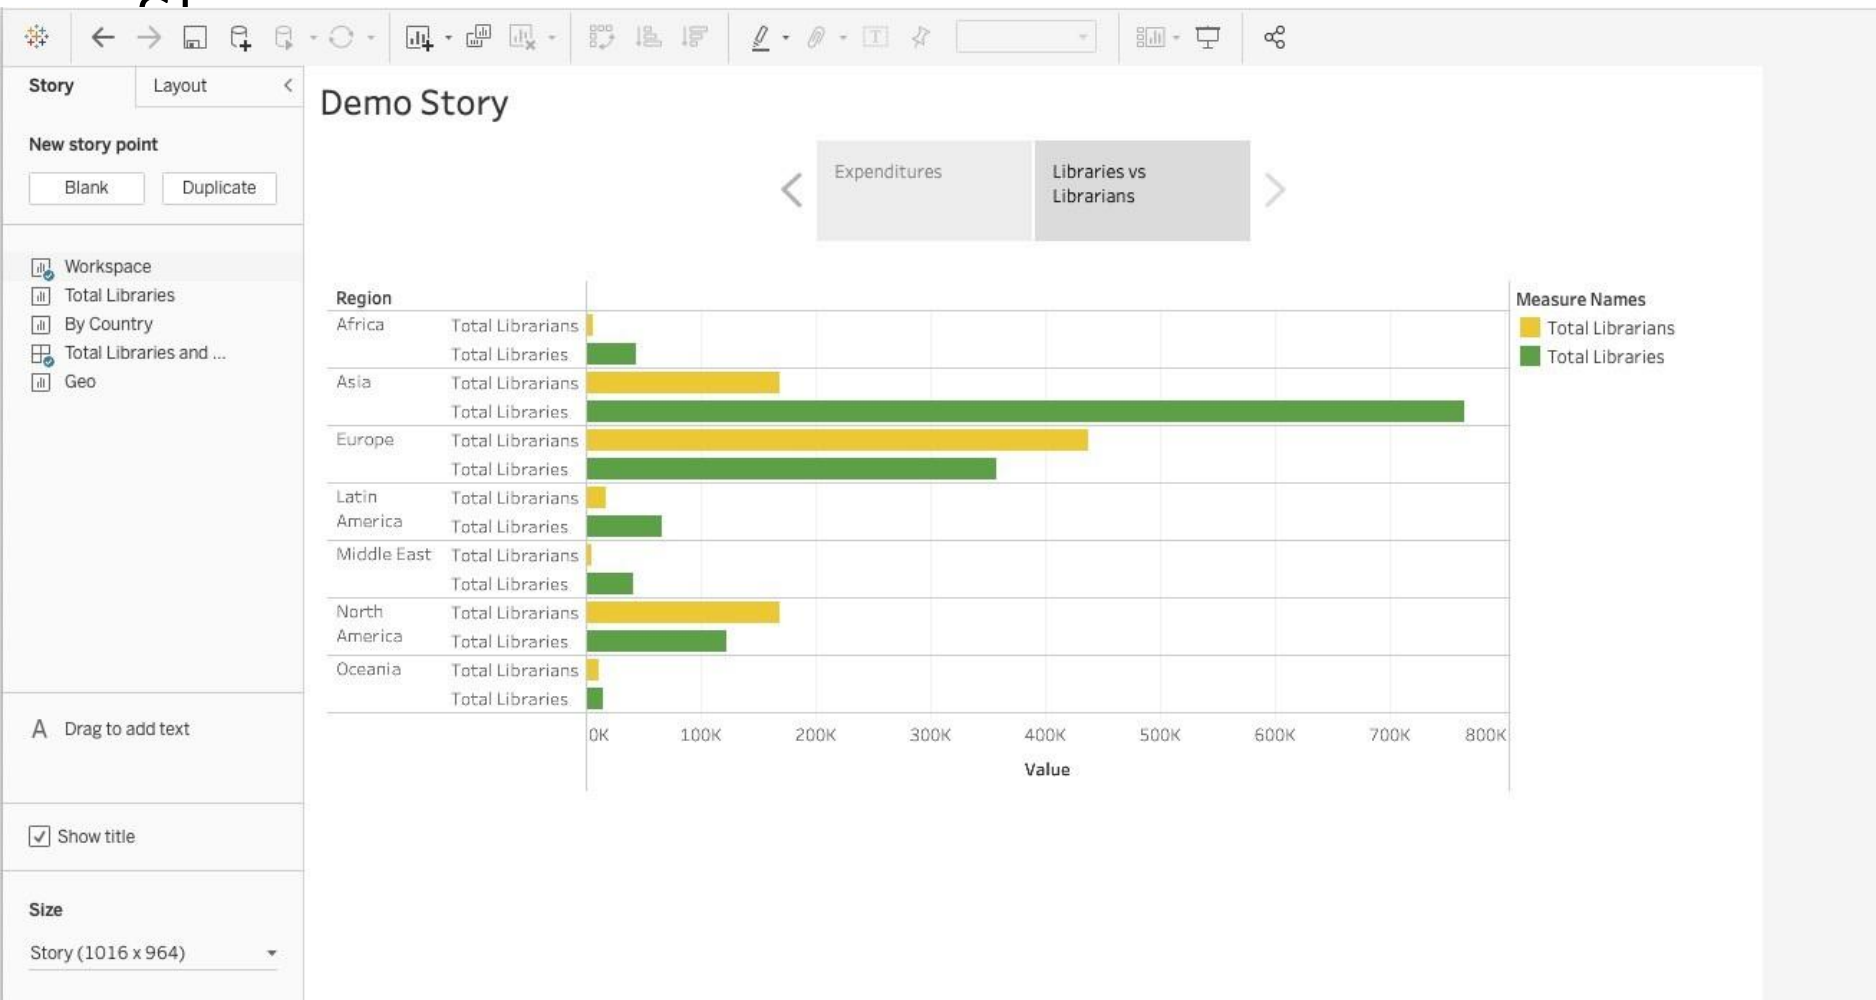 Story
Layout
New story point
Blank
Duplicate
Workspace
Total Libraries
By Country
Total Libraries and ...
Geo
A Drag to add text
Show title
Size
Story (1016 x 964)
Demo Story
Expenditures
Libraries vs
Librarians
Region
Africa
Total Librarians
Total Libraries
Asia
Total Librarians
Total Libraries
Europe
Total Librarians
Total Libraries
Latin
America
Total Librarians
Total Libraries
Middle East
Total Librarians
Total Libraries
North
America
Total Librarians
Total Libraries
Oceania
Total Librarians
Total Libraries
0K 100K 200K 300K 400K 500K 600K 700K 800K
Value
Measure Names
Total Librarians
Total Libraries